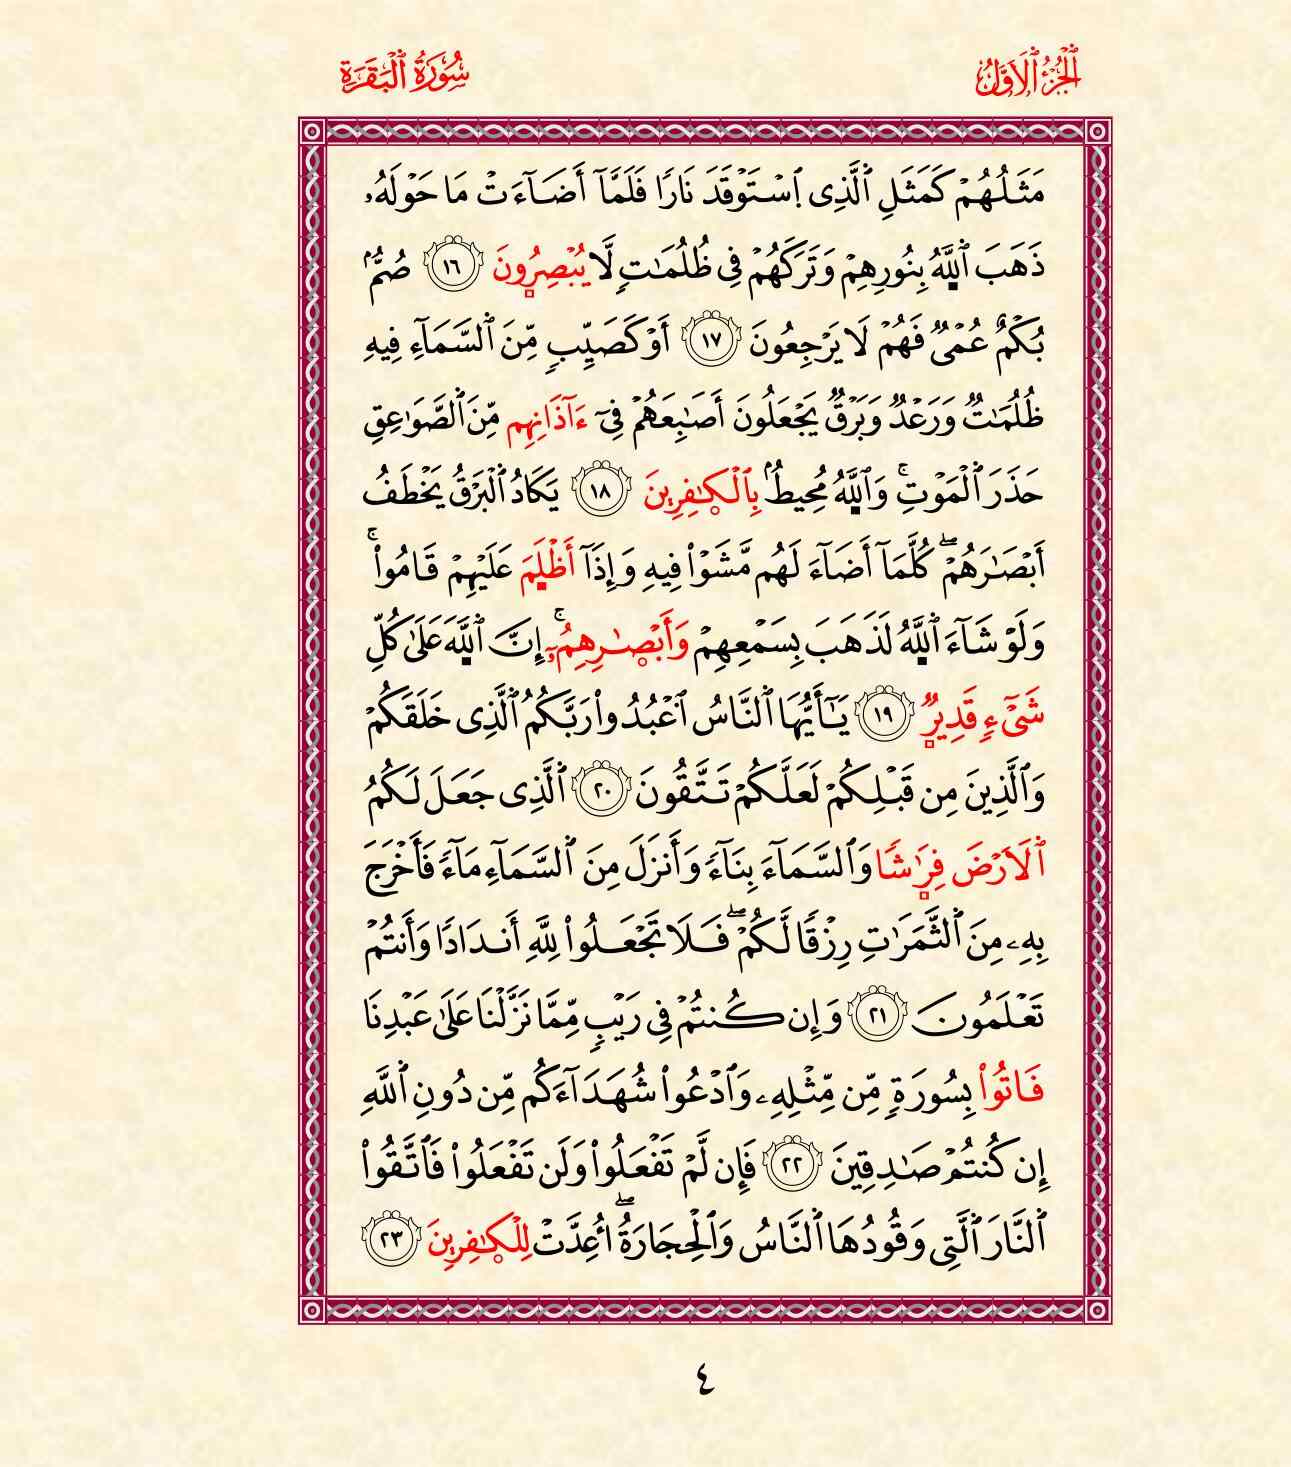 ٱلۡجُزۡءُ ٱلۡأَوَّلُ
سُورَةُ ٱلۡبَقَرَةِ
مَثَلُهُمۡ كَمَثَلِ ٱلَّذِي ٱسۡتَوۡقَدَ نَارٗا فَلَمَّآ أَضَآءَتۡ مَا حَوۡلَهُۥ
ذَهَبَ ٱللَّهُ بِنُورِهِمۡ وَتَرَكَهُمۡ فِي ظُلُمَٰتٖ لَّا يُبۡصِرُونَ ١٦ صُمُّۢ
بُكۡمٌ عُمۡيٞ فَهُمۡ لَا يَرۡجِعُونَ ١٧ أَوۡ كَصَيِّبٖ مِّنَ ٱلسَّمَآءِ فِيهِ
ظُلُمَٰتٞ وَرَعۡدٞ وَبَرۡقٞ يَجۡعَلُونَ أَصَٰبِعَهُمۡ فِيٓ ءَاذَانِهِم مِّنَ ٱلصَّوَٰعِقِ
حَذَرَ ٱلۡمَوۡتِۚ وَٱللَّهُ مُحِيطُۢ بِٱلۡكَٰفِرِينَ ١٨ يَكَادُ ٱلۡبَرۡقُ يَخۡطَفُ
أَبۡصَٰرَهُمۡۖ كُلَّمَآ أَضَآءَ لَهُم مَّشَوۡاْ فِيهِ وَإِذَآ أَظۡلَمَ عَلَيۡهِمۡ قَامُواْۚ
وَلَوۡ شَآءَ ٱللَّهُ لَذَهَبَ بِسَمۡعِهِمۡ وَأَبۡصَٰرِهِمُۥٓۚ إِنَّ ٱللَّهَ عَلَىٰ كُلِّ
شَيۡءٖ قَدِيرٞ ١٩ يَٰٓأَيُّهَا ٱلنَّاسُ ٱعۡبُدُواْ رَبَّكُمُ ٱلَّذِي خَلَقَكُمۡ
وَٱلَّذِينَ مِن قَبۡلِكُمۡ لَعَلَّكُمۡ تَتَّقُونَ ٢٠ ٱلَّذِي جَعَلَ لَكُمُ
ٱلَارۡضَ فِرَٰشٗا وَٱلسَّمَآءَ بِنَآءٗ وَأَنزَلَ مِنَ ٱلسَّمَآءِ مَآءٗ فَأَخۡرَجَ
بِهِۦ مِنَ ٱلثَّمَرَٰتِ رِزۡقٗا لَّكُمۡۖ فَلَا تَجۡعَلُواْ لِلَّهِ أَندَادٗا وَأَنتُمۡ
تَعۡلَمُونَ ٢١ وَإِن كُنتُمۡ فِي رَيۡبٖ مِّمَّا نَزَّلۡنَا عَلَىٰ عَبۡدِنَا
فَاتُواْ بِسُورَةٖ مِّن مِّثۡلِهِۦ وَٱدۡعُواْ شُهَدَآءَكُم مِّن دُونِ ٱللَّهِ
إِن كُنتُمۡ صَٰدِقِينَ ٢٢ فَإِن لَّمۡ تَفۡعَلُواْ وَلَن تَفۡعَلُواْ فَٱتَّقُواْ
ٱلنَّارَ ٱلَّتِي وَقُودُهَا ٱلنَّاسُ وَٱلۡحِجَارَةُۖ أُعِدَّتۡ لِلۡكَٰفِرِينَ ٢٣
٤